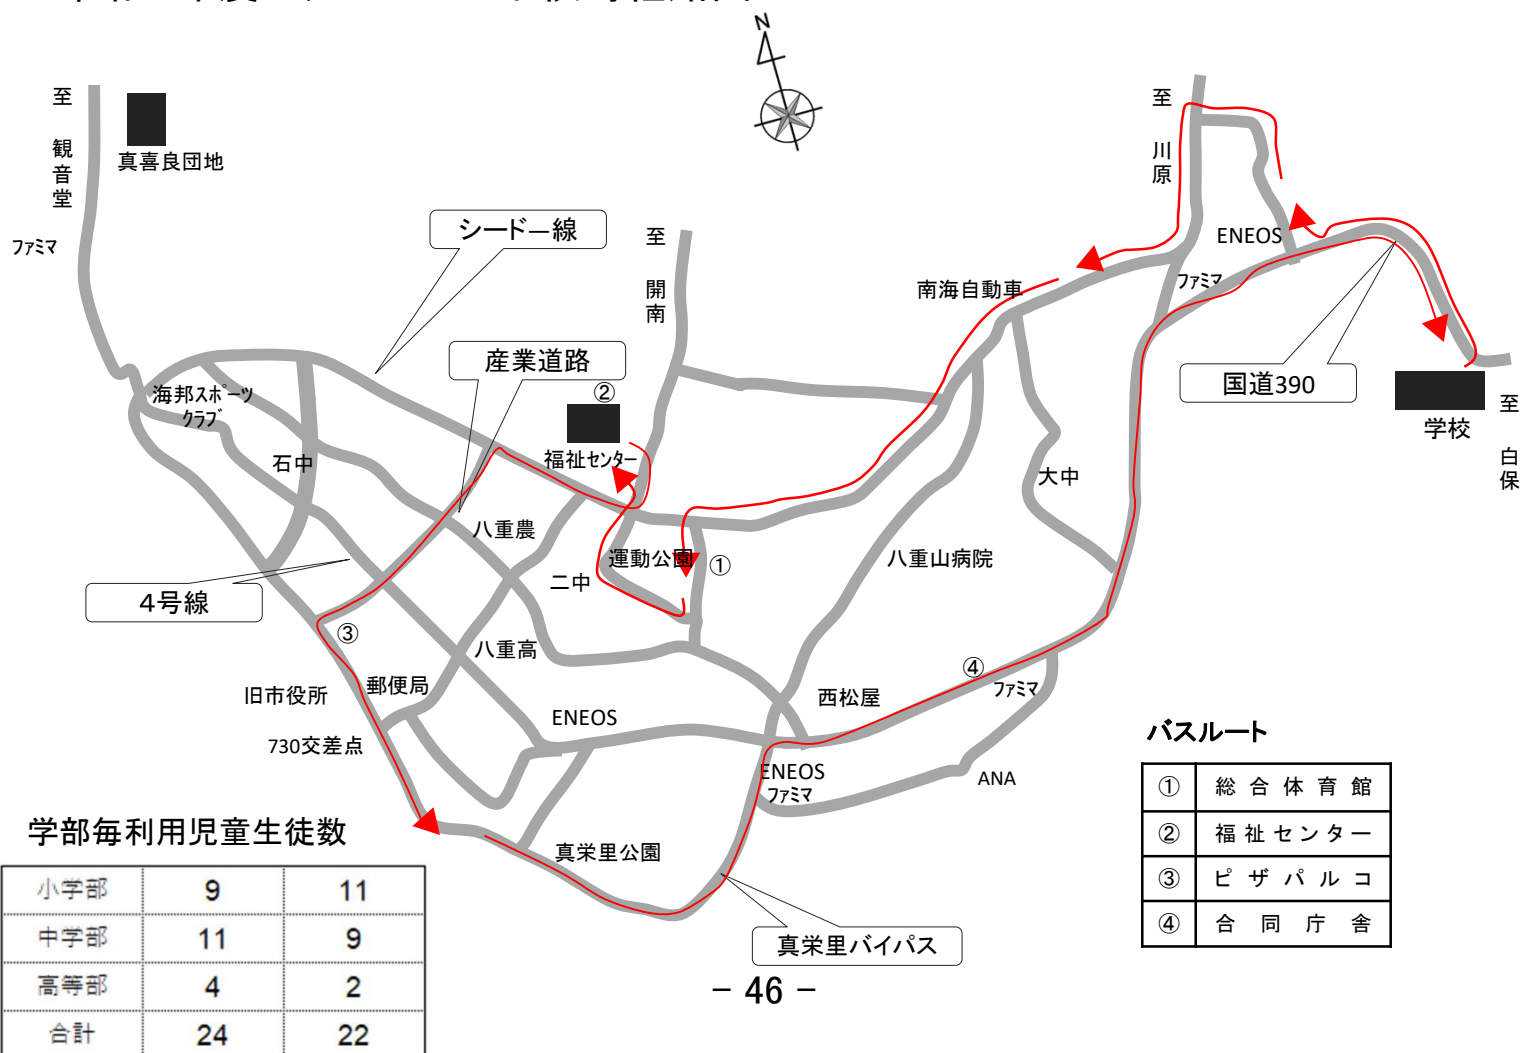 N
至
観音堂
真喜良団地
ﾌｧﾐﾏ
シードー線
至
開南
至
川原
ENEOS
南海自動車
ﾌｧﾐﾏ
産業道路
国道390
②
福祉センター
海邦スポーツ
クラブ
石中
学校
至
白保
大中
八重農
運動公園
①
八重山病院
二中
4号線
③
八重高
④
ﾌｧﾐﾏ
旧市役所
郵便局
西松屋
ENEOS
730交差点
ENEOS
ﾌｧﾐﾏ
ANA
バスルート
① 総合体育館
② 福祉センター
③ ピザパルコ
④ 合同庁舎
学部毎利用児童生徒数
小学部 9 11
中学部 11 9
高等部 4 2
合計 24 22
真栄里公園
真栄里バイパス
－ 46 －